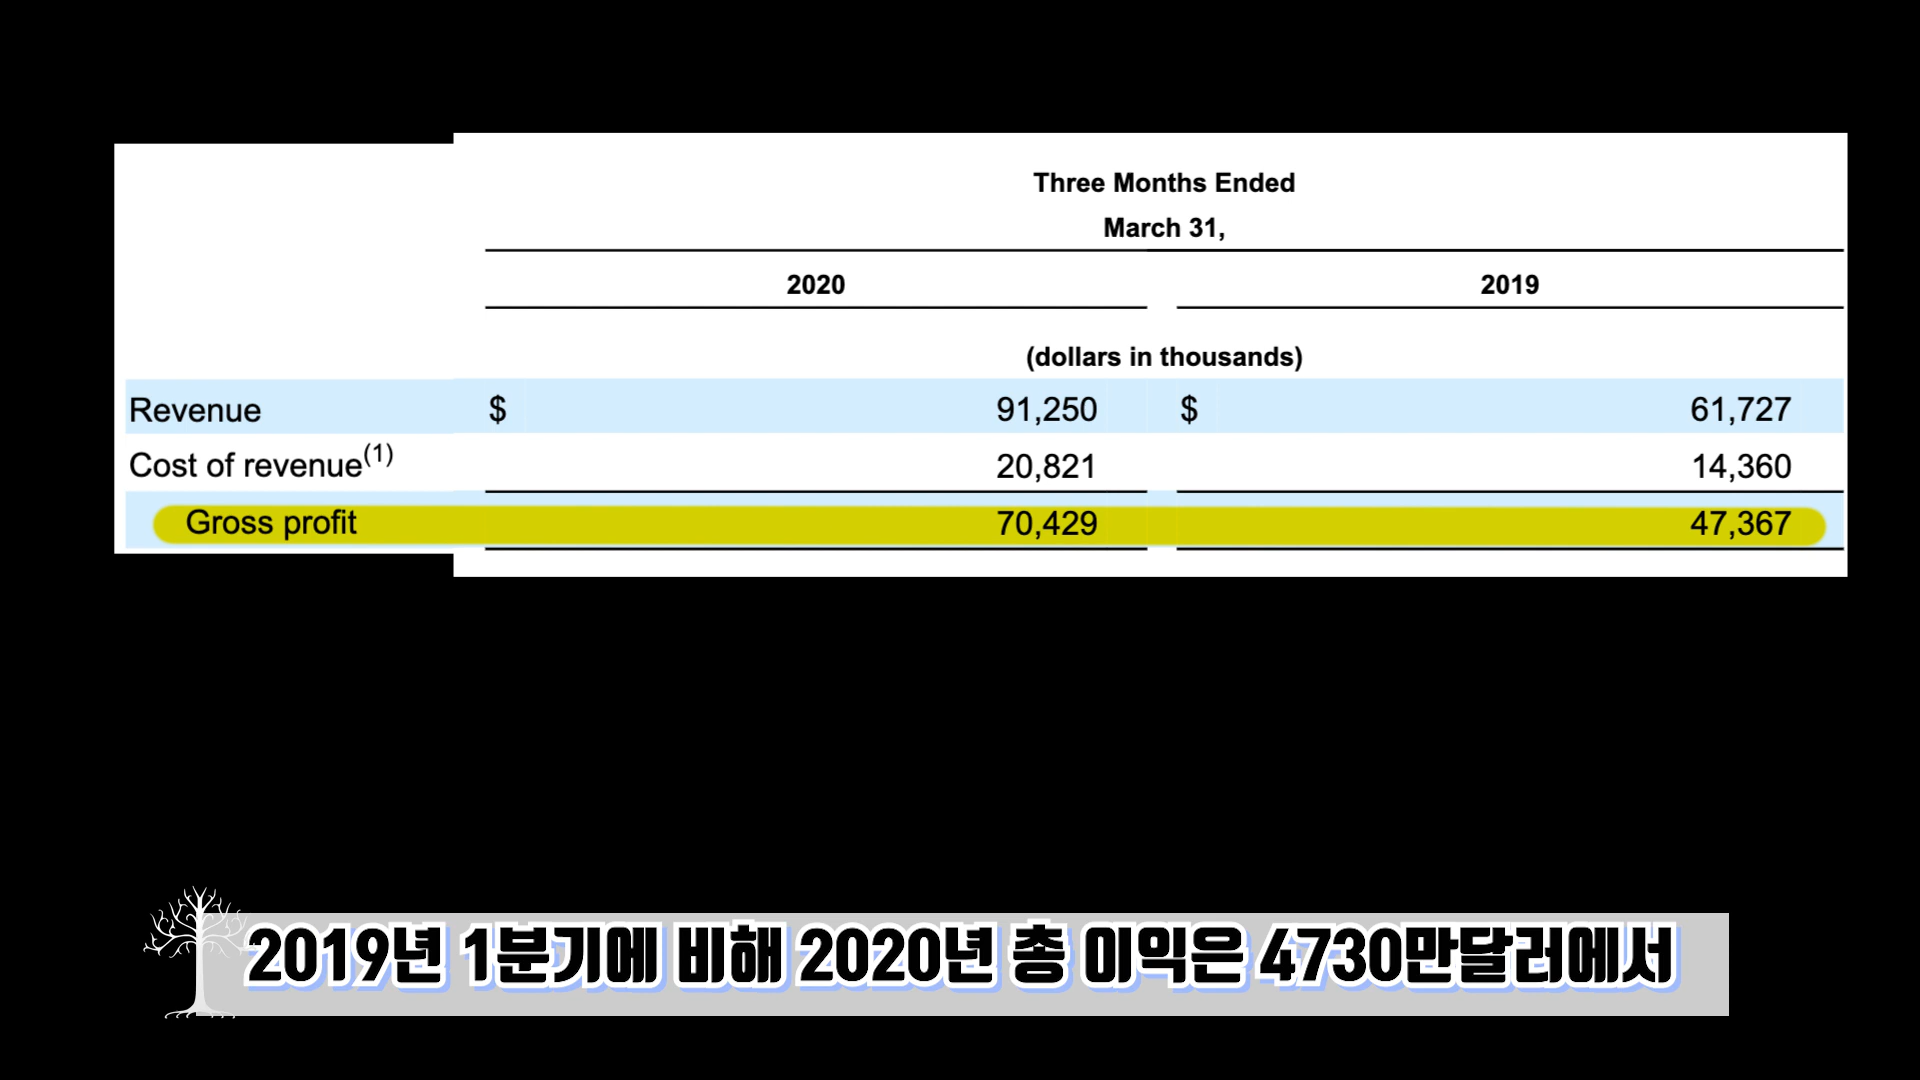 Three Months Ended
March 31,
2020 2019
(dollars in thousands)
Revenue $ 91,250 $ 61,727
Cost of revenue(1) 20,821 14,360
Gross profit 70,429 47,367
2019년 1분기에 비해 2020년 총 이익은 4730만달러에서